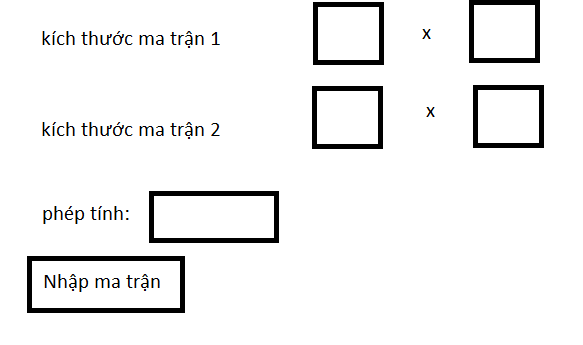 kích thước ma trận 1 x
kích thước ma trận 2 x
phép tính:
Nhập ma trận